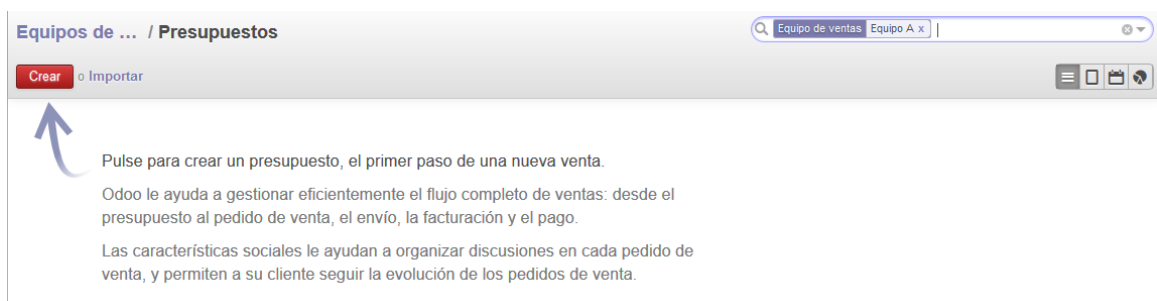 Equipos de ... / Presupuestos
Equipo de ventas Equipo A x
Crear o Importar
Pulse para crear un presupuesto, el primer paso de una nueva venta.
Odoo le ayuda a gestionar eficientemente el flujo completo de ventas: desde el
presupuesto al pedido de venta, el envío, la facturación y el pago.
Las características sociales le ayudan a organizar discusiones en cada pedido de
venta, y permiten a su cliente seguir la evolución de los pedidos de venta.